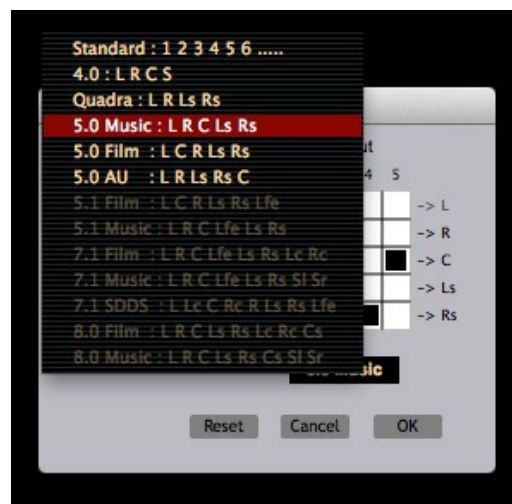 Standard : 1 2 3 4 5 6 .....
4.0 : L R C S
Quadra : L R Ls Rs
5.0 Music : L R C Ls Rs
5.0 Film : L C R Ls Rs
5.0 AU : L R Ls Rs C
5.1 Film : L C R Ls Rs Lfe
5.1 Music : L R C Lfe Ls Rs
7.1 Film : L R C Lfe Ls Rs Lc Rc
7.1 Music : L R C Lfe Ls Rs Sl Sr
7.1 SDDS : L Lc C Rc R Ls Rs Lfe
8.0 Film : L R C Ls Rs Lc Rc Cs
8.0 Music : L R C Ls Rs Cs Sl Sr
4 5
-> L
-> R
-> C
-> Ls
-> Rs
Reset Cancel OK